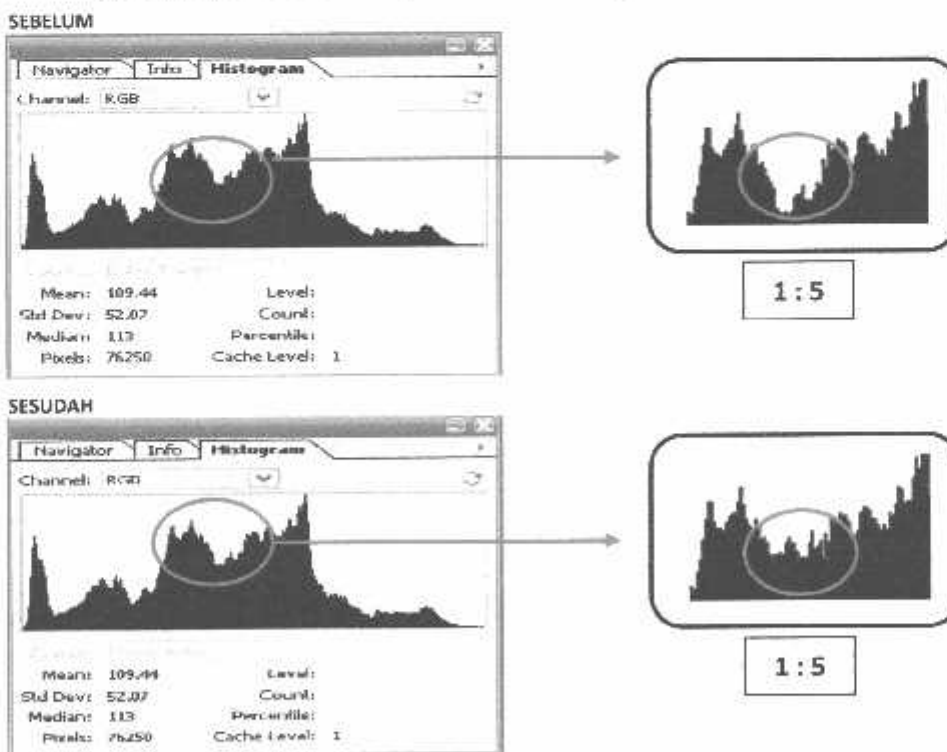 SEBELUM
Navigator Info Histogram
Channel: RGB
Mean: 109.44 Level:
Std Dev: 52.07 Count:
Median: 113 Percentile:
Pixels: 76250 Cache Level: 1
1 : 5
SESUDAH
Navigator Info Histogram
Channel: RGB
Mean: 109.44 Level:
Std Dev: 52.07 Count:
Median: 113 Percentile:
Pixels: 76250 Cache Level: 1
1 : 5